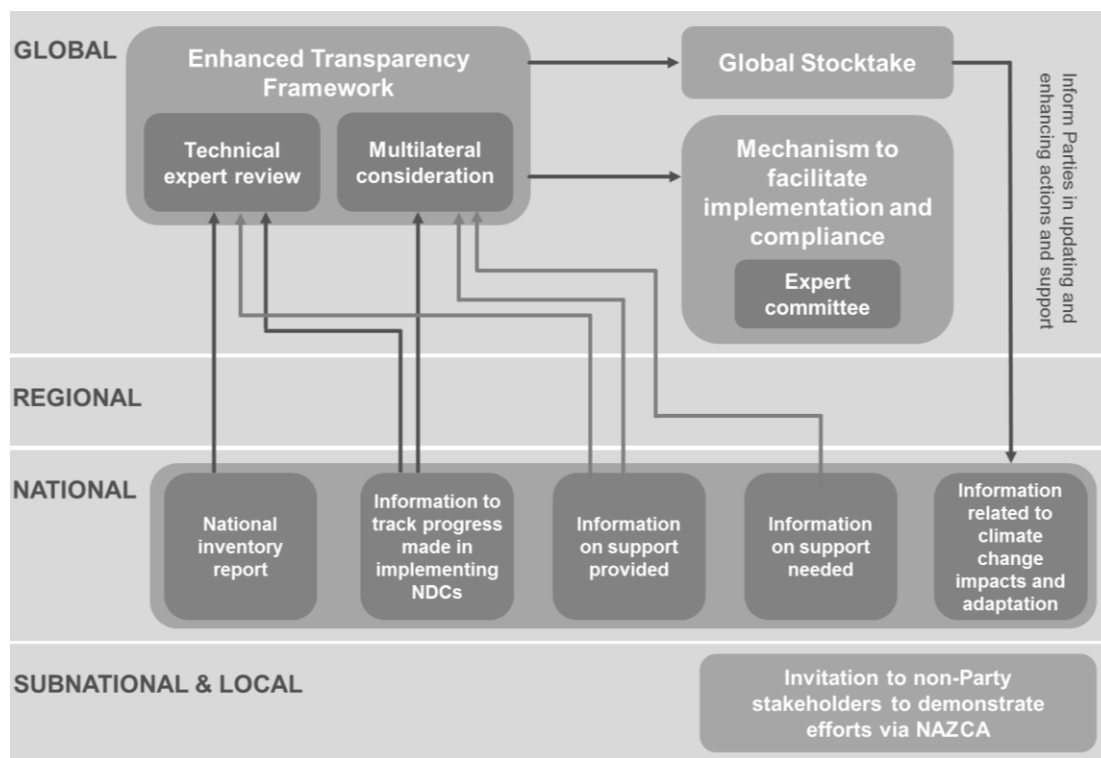 GLOBAL
Enhanced Transparency
Framework
Technical
expert review
Multilateral
consideration
Global Stocktake
Mechanism to
facilitate
implementation and
compliance
Expert
committee
Inform Parties in updating and
enhancing actions and support
REGIONAL
NATIONAL
National
inventory
report
Information to
track progress
made in
implementing
NDCs
Information
on support
provided
Information
on support
needed
Information
related to
climate
change
impacts and
adaptation
SUBNATIONAL & LOCAL
Invitation to non-Party
stakeholders to demonstrate
efforts via NAZCA